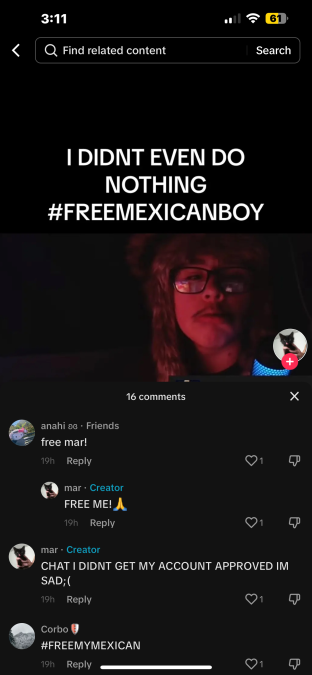 3:11
61
Find related content
Search
I DIDNT EVEN DO
NOTHING
#FREEMEXICANBOY
16 comments
anahi ʚɞ · Friends
free mar!
19h Reply
1
mar · Creator
FREE ME!🙏
19h Reply
1
mar · Creator
CHAT I DIDNT GET MY ACCOUNT APPROVED IM
SAD;(
19h Reply
1
Corbo
#FREEMYMEXICAN
19h Reply
1